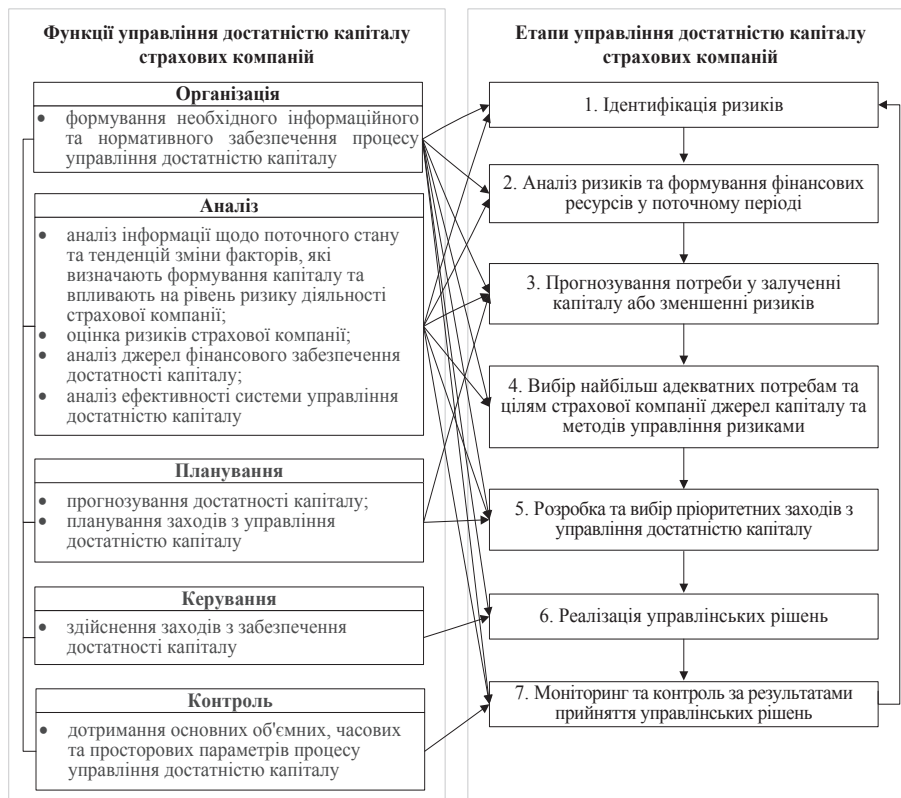 Функції управління достатністю капіталу
страхових компаній
Організація
• формування необхідного інформаційного
та нормативного забезпечення процесу
управління достатністю капіталу
Аналіз
• аналіз інформації щодо поточного стану
та тенденцій зміни факторів, які
визначають формування капіталу та
впливають на рівень ризику діяльності
страхової компанії;
• оцінка ризиків страхової компанії;
• аналіз джерел фінансового забезпечення
достатності капіталу;
• аналіз ефективності системи управління
достатністю капіталу
Планування
• прогнозування достатності капіталу;
• планування заходів з управління
достатністю капіталу
Керування
• здійснення заходів з забезпечення
достатності капіталу
Контроль
• дотримання основних об'ємних, часових
та просторових параметрів процесу
управління достатністю капіталу
Етапи управління достатністю капіталу
страхових компаній
1. Ідентифікація ризиків
2. Аналіз ризиків та формування фінансових
ресурсів у поточному періоді
3. Прогнозування потреби у залученні
капіталу або зменшенні ризиків
4. Вибір найбільш адекватних потребам та
цілям страхової компанії джерел капіталу та
методів управління ризиками
5. Розробка та вибір пріоритетних заходів з
управління достатністю капіталу
6. Реалізація управлінських рішень
7. Моніторинг та контроль за результатами
прийняття управлінських рішень